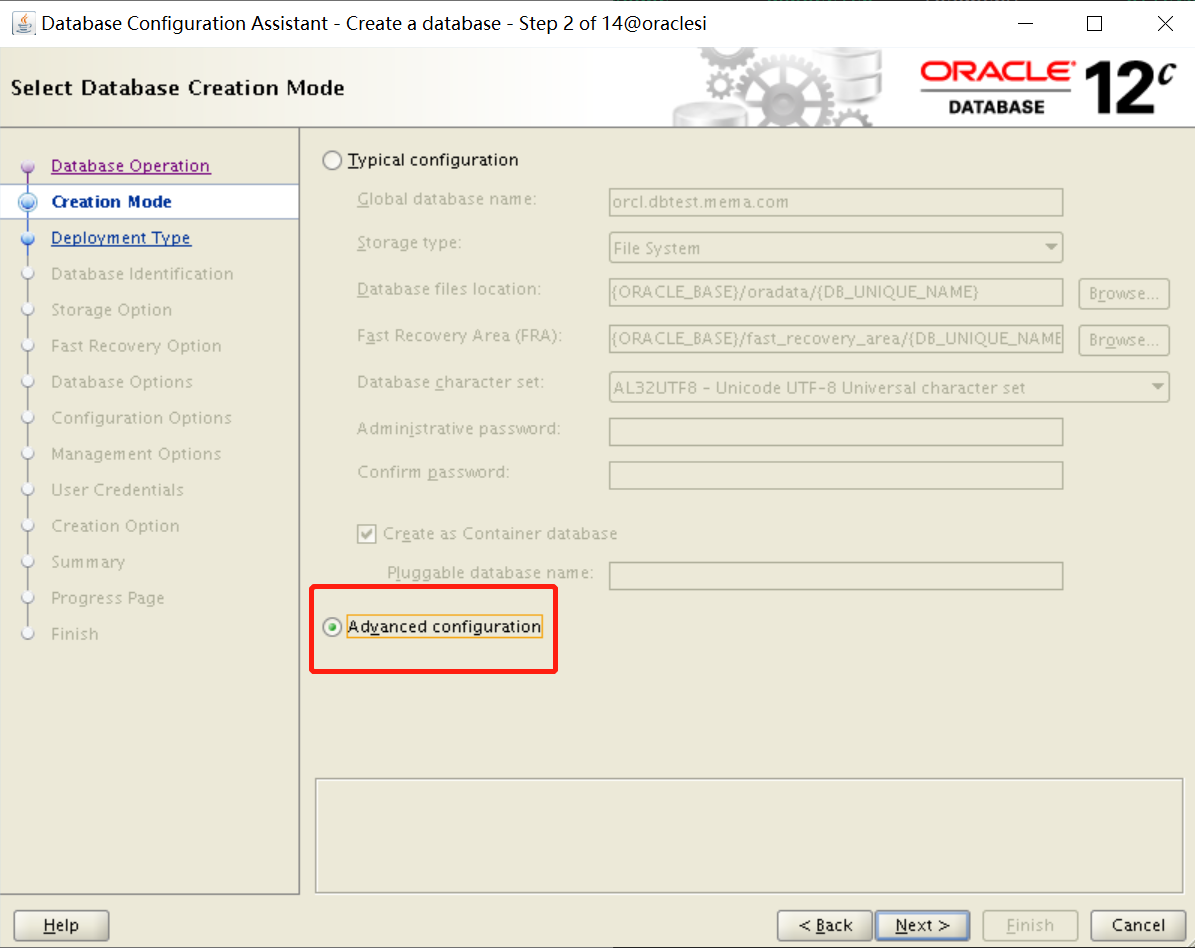 Database Configuration Assistant - Create a database - Step 2 of 14@oraclesi
Select Database Creation Mode
ORACLE
DATABASE
12c
Database Operation
Creation Mode
Deployment Type
Database Identification
Storage Option
Fast Recovery Option
Database Options
Configuration Options
Management Options
User Credentials
Creation Option
Summary
Progress Page
Finish
Typical configuration
Global database name: orcl.dbtest.mema.com
Storage type: File System
Database files location: {ORACLE_BASE}/oradata/{DB_UNIQUE_NAME} Browse...
Fast Recovery Area (FRA): {ORACLE_BASE}/fast_recovery_area/{DB_UNIQUE_NAME Browse...
Database character set: AL32UTF8 - Unicode UTF-8 Universal character set
Administrative password:
Confirm password:
Create as Container database
Pluggable database name:
Advanced configuration
Help < Back Next > Finish Cancel